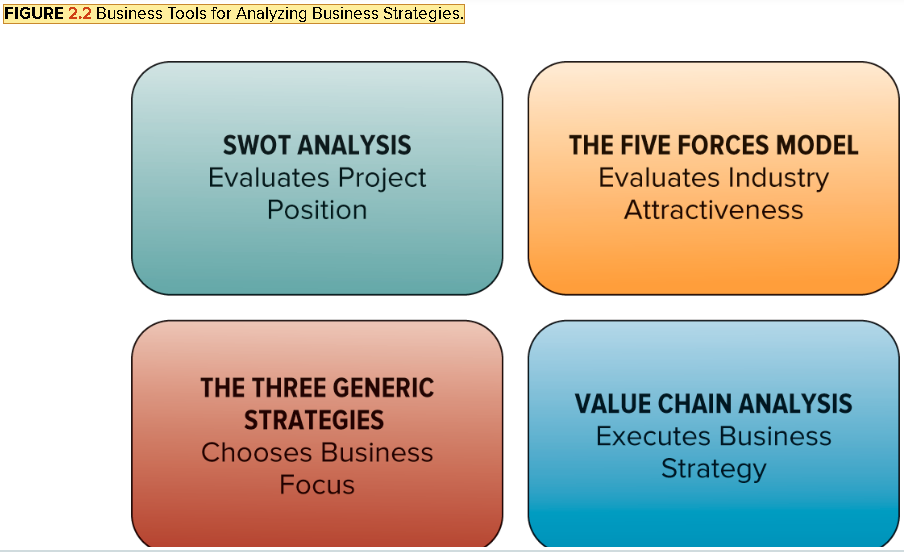 FIGURE 2.2 Business Tools for Analyzing Business Strategies.
SWOT ANALYSIS
Evaluates Project
Position
THE FIVE FORCES MODEL
Evaluates Industry
Attractiveness
THE THREE GENERIC
STRATEGIES
Chooses Business
Focus
VALUE CHAIN ANALYSIS
Executes Business
Strategy